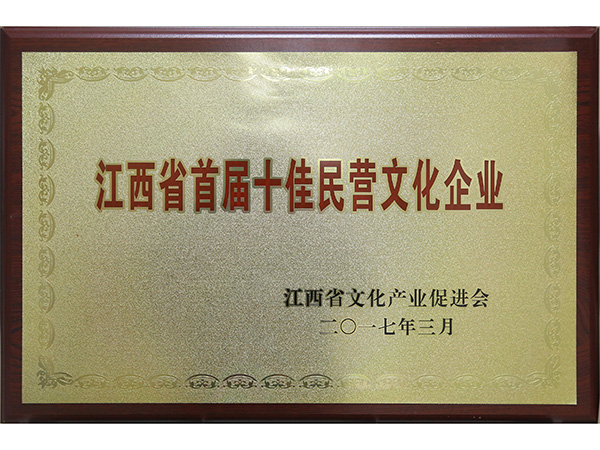 江西省首届十佳民营文化企业
江西省文化产业促进会
二〇一七年三月